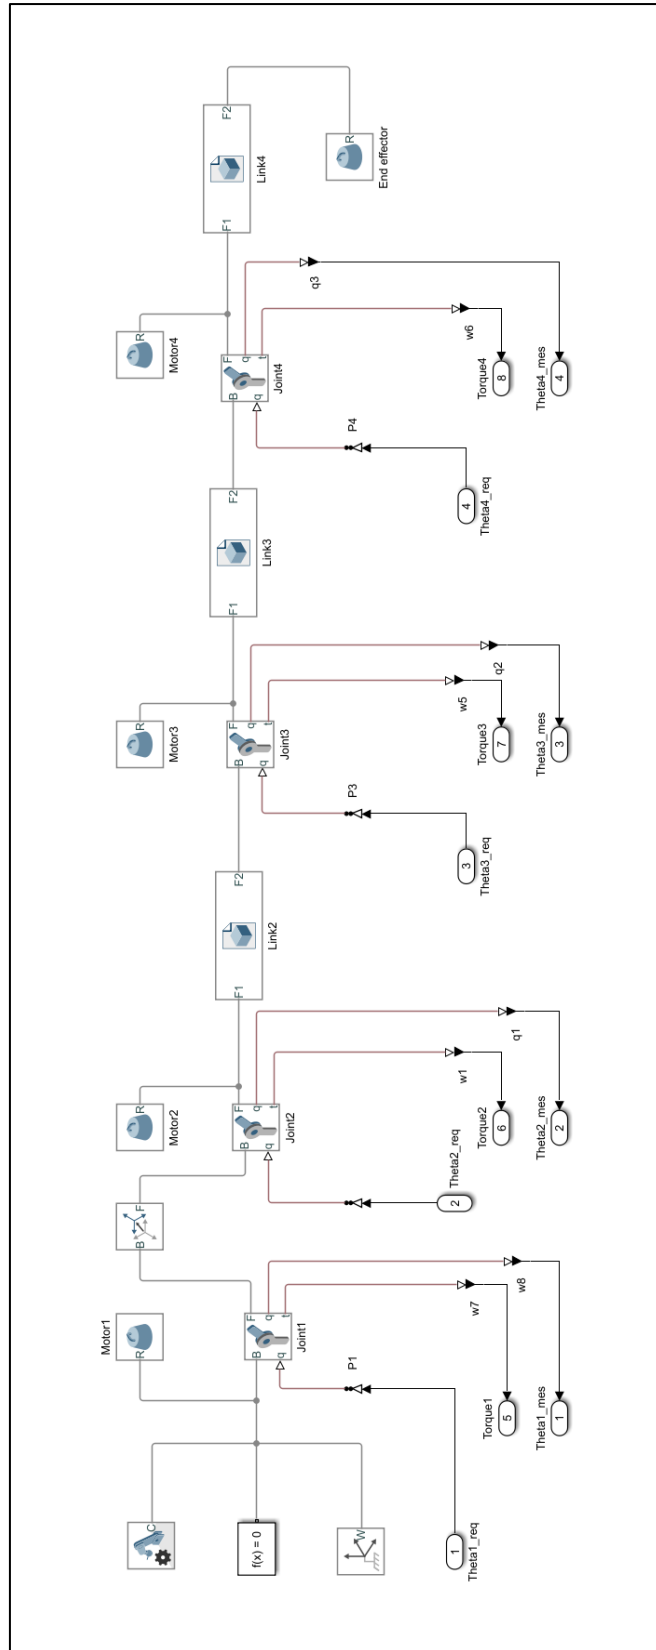 C
f(x) = 0
W
1
Theta1_req
Motor1
R
B
F
q
q
t
Joint1
P1
w7
w8
Torque1
5
Theta1_mes
1
B
F
Motor2
R
B
F
q
q
t
Joint2
Theta2_req
2
w1
q1
Torque2
6
Theta2_mes
2
F1
F2
Link2
Motor3
R
B
F
q
q
t
Joint3
P3
3
Theta3_req
w5
q2
Torque3
7
Theta3_mes
3
F1
F2
Link3
Motor4
R
B
F
q
q
t
Joint4
P4
4
Theta4_req
w6
q3
Torque4
8
Theta4_mes
4
F1
F2
Link4
R
End effector